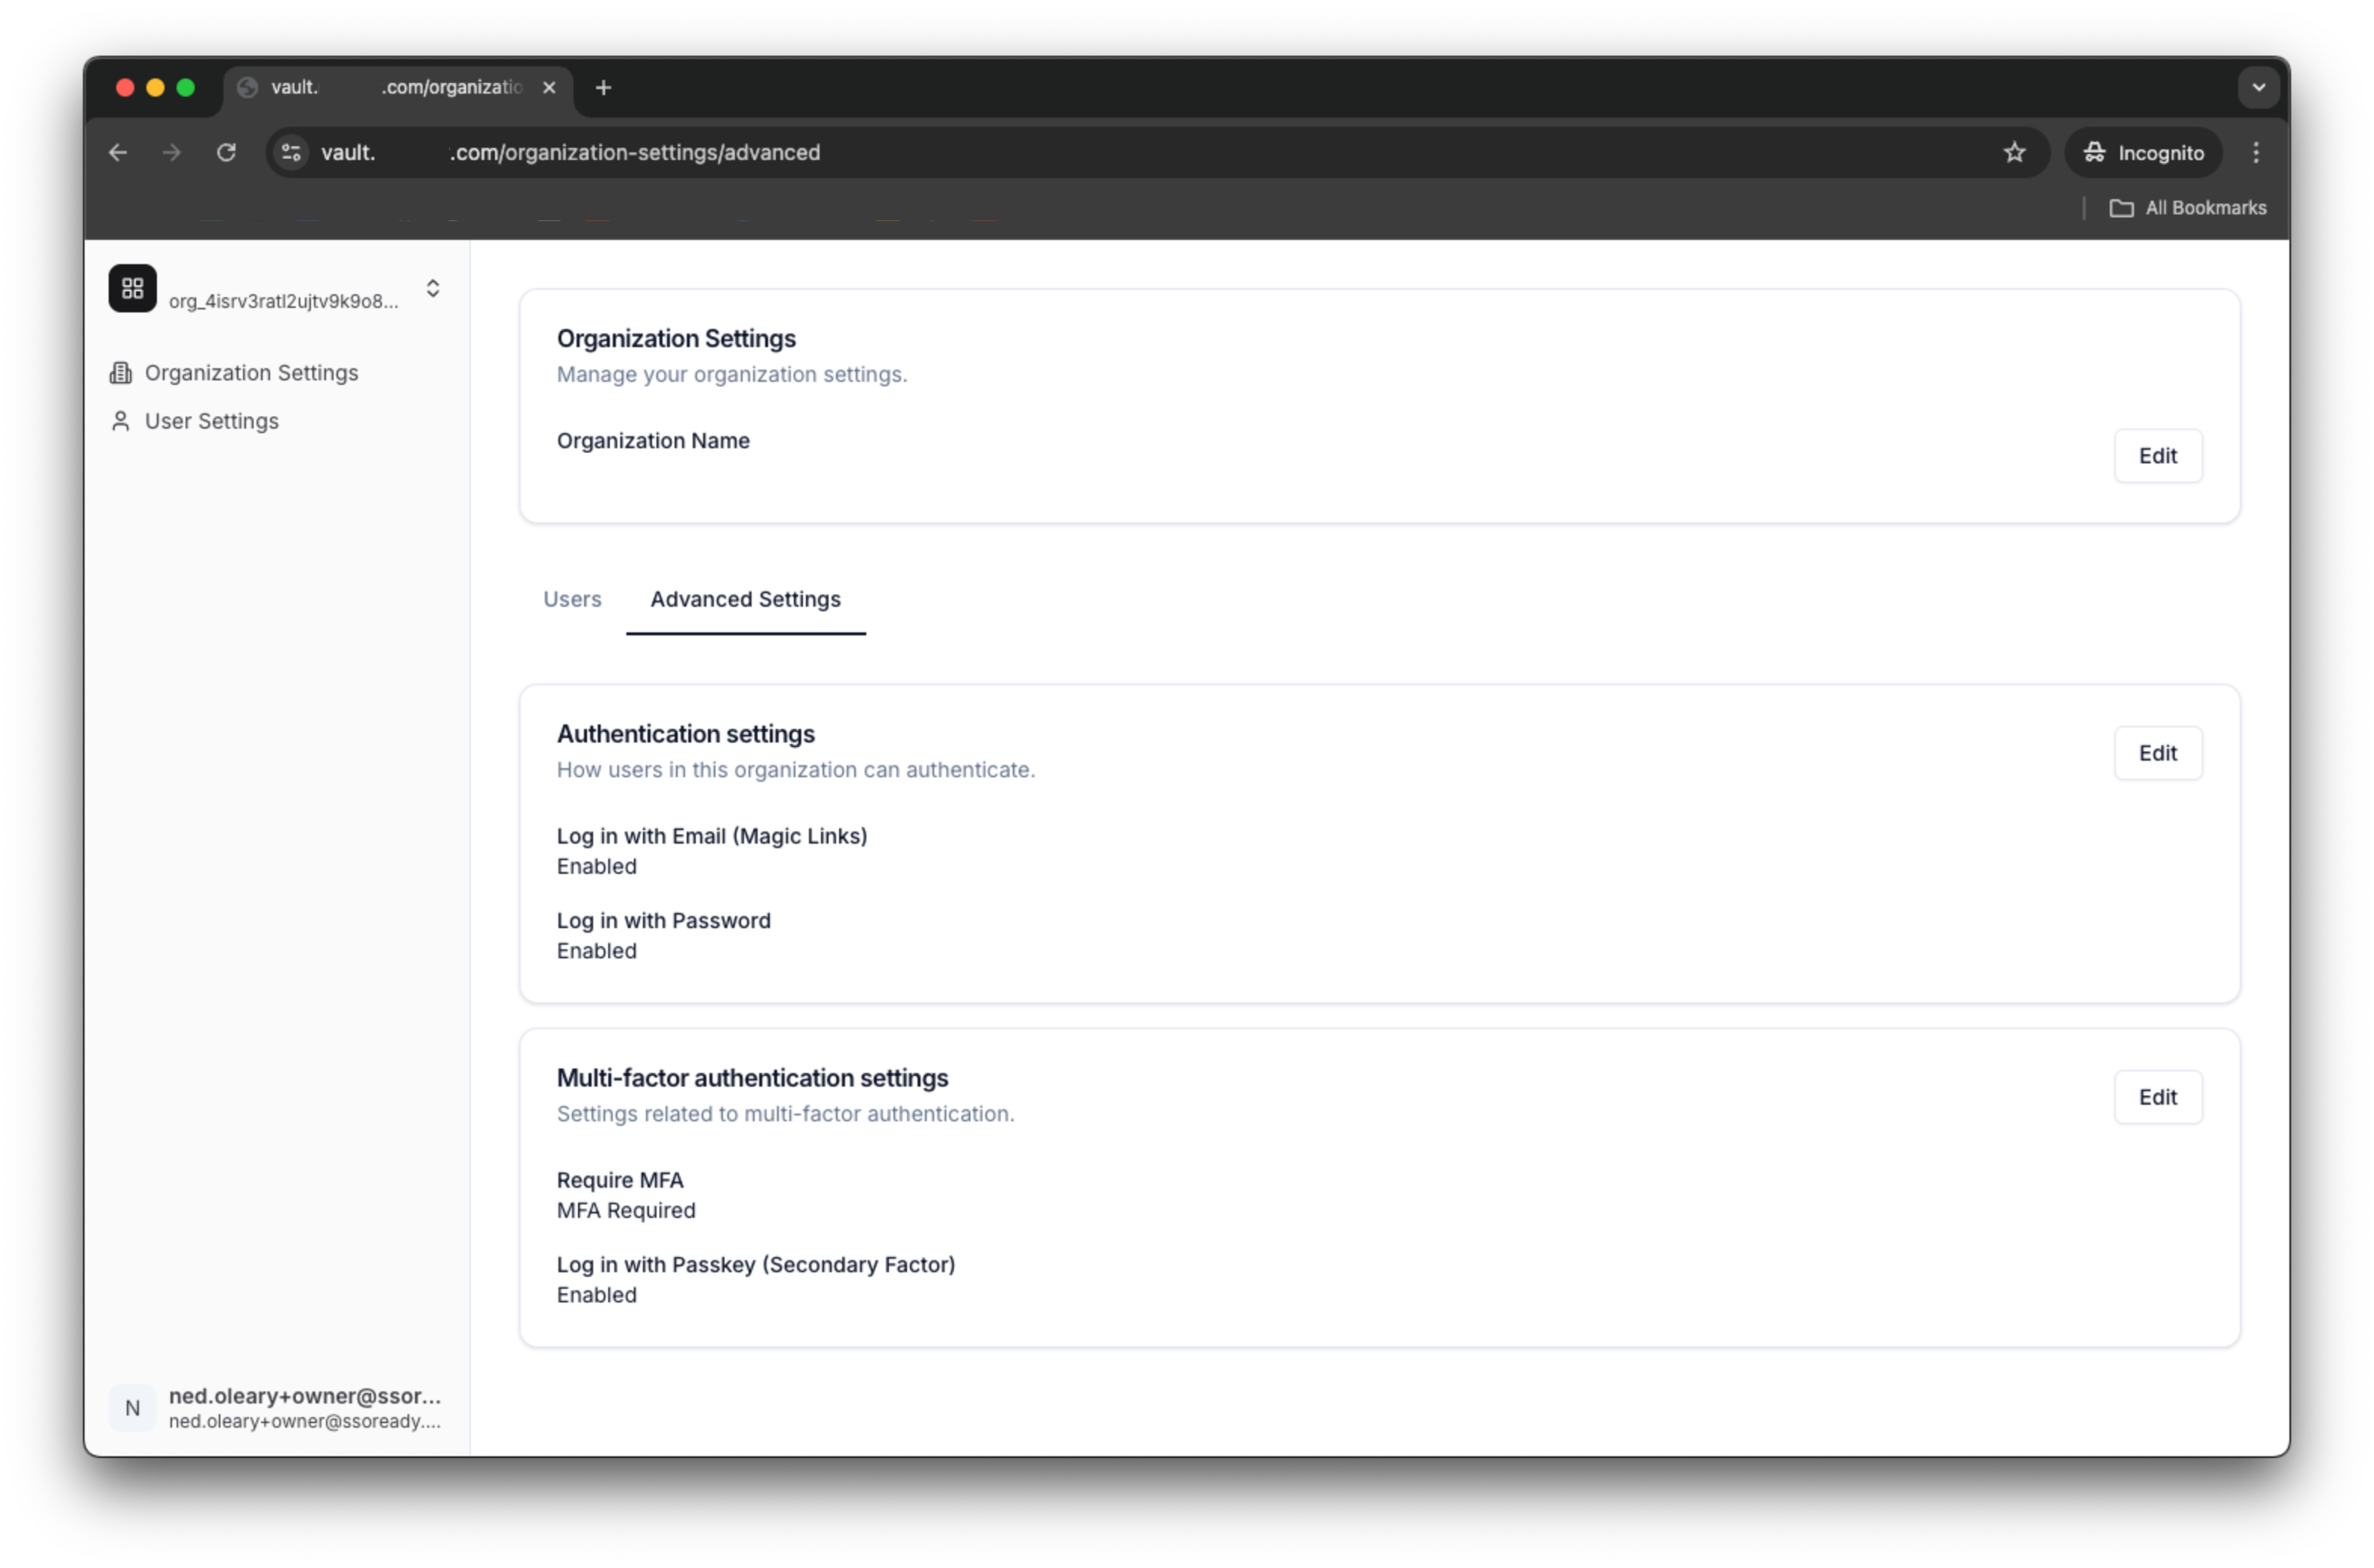 vault. .com/organizatio
vault. .com/organization-settings/advanced
Incognito
All Bookmarks
org_4isrv3ratl2ujtv9k9o8...
Organization Settings
User Settings
Organization Settings
Manage your organization settings.
Organization Name
Edit
Users
Advanced Settings
Authentication settings
How users in this organization can authenticate.
Edit
Log in with Email (Magic Links)
Enabled
Log in with Password
Enabled
Multi-factor authentication settings
Settings related to multi-factor authentication.
Edit
Require MFA
MFA Required
Log in with Passkey (Secondary Factor)
Enabled
N
ned.oleary+owner@ssor...
ned.oleary+owner@ssoready....